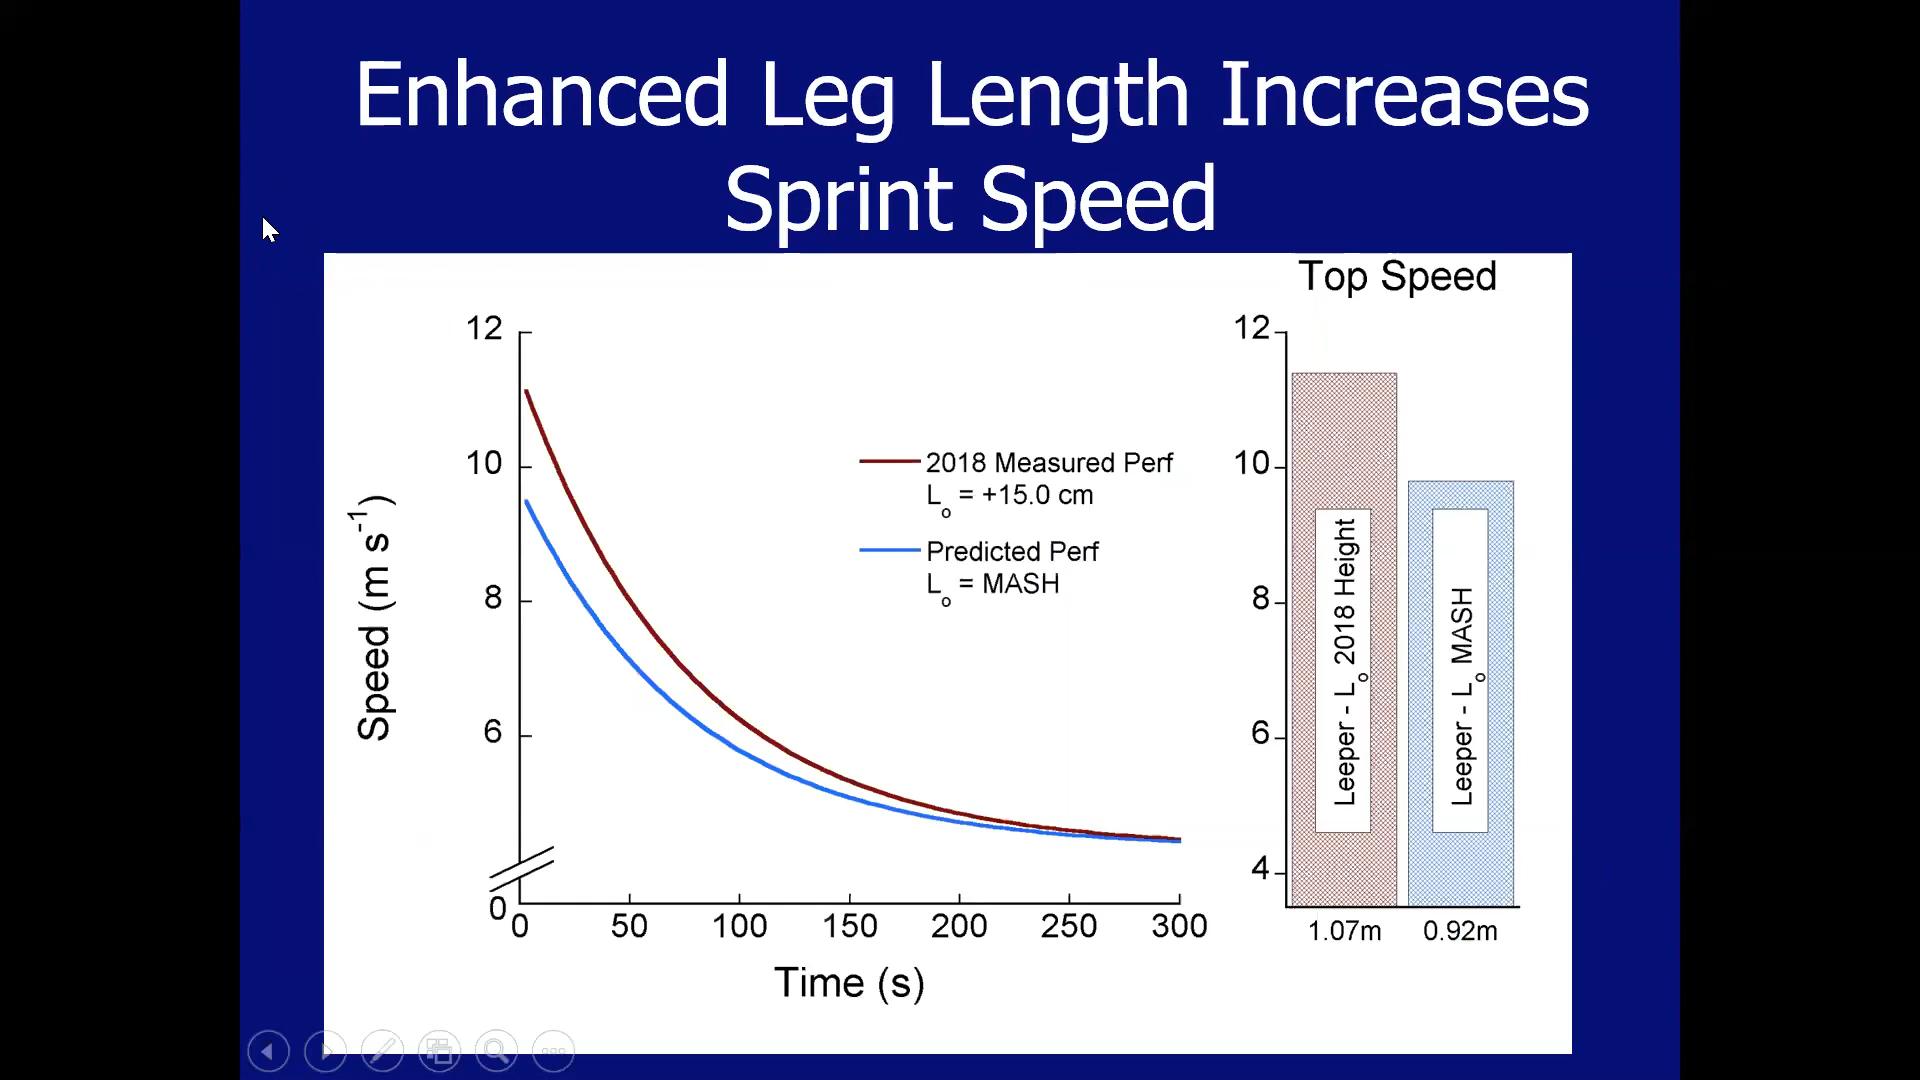 Enhanced Leg Length Increases
Sprint Speed
Top Speed
12
10
8
6
0
0 50 100 150 200 250 300
Speed (m s⁻¹)
Time (s)
2018 Measured Perf
Lₒ = +15.0 cm
Predicted Perf
Lₒ = MASH
12
10
8
6
4
Leeper - Lₒ 2018 Height
Leeper - Lₒ MASH
1.07m 0.92m